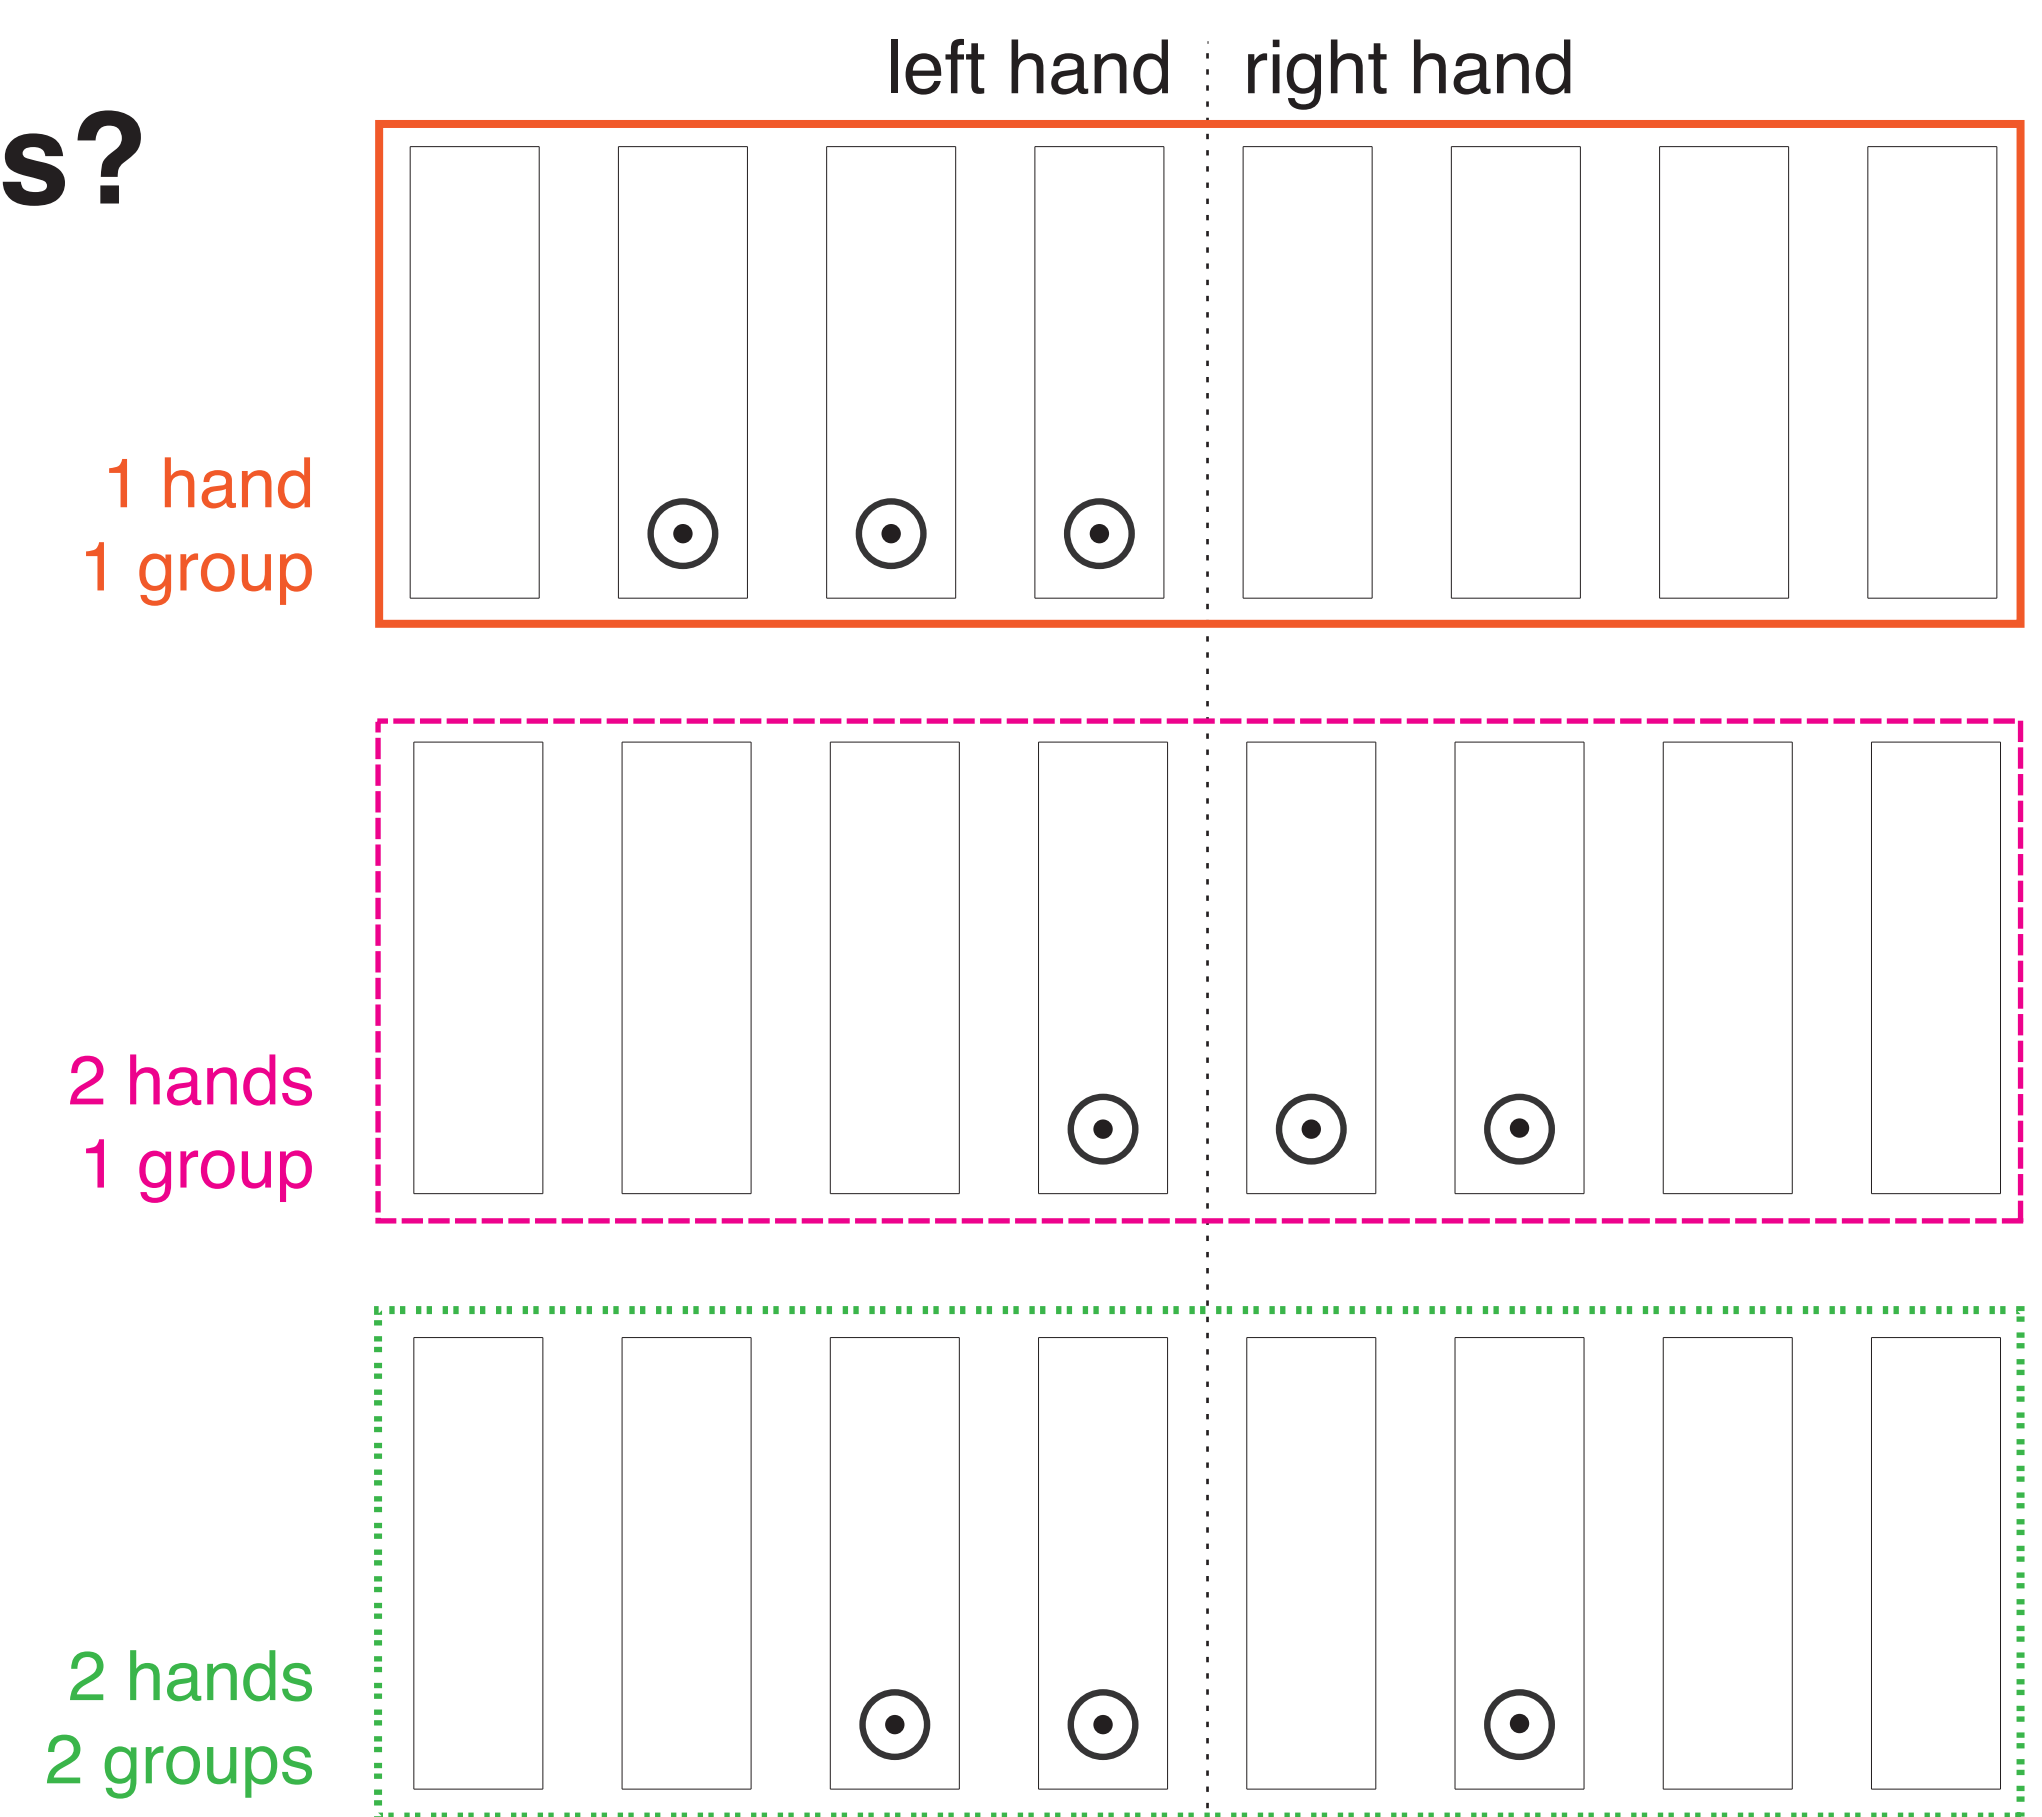 left hand right hand
s?
1 hand
1 group
2 hands
1 group
2 hands
2 groups